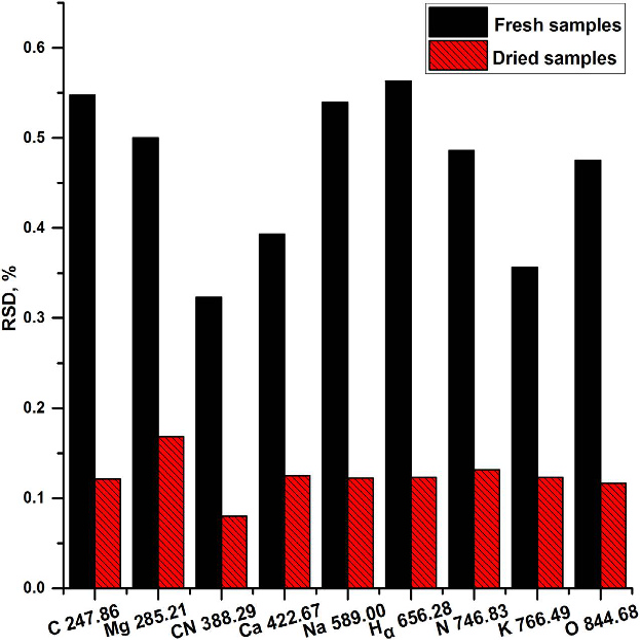 Fresh samples
Dried samples
RSD, %
0.6
0.5
0.4
0.3
0.2
0.1
0.0
C 247.86
Mg 285.21
CN 388.29
Ca 422.67
Na 589.00
Hα 656.28
N 746.83
K 766.49
O 844.68